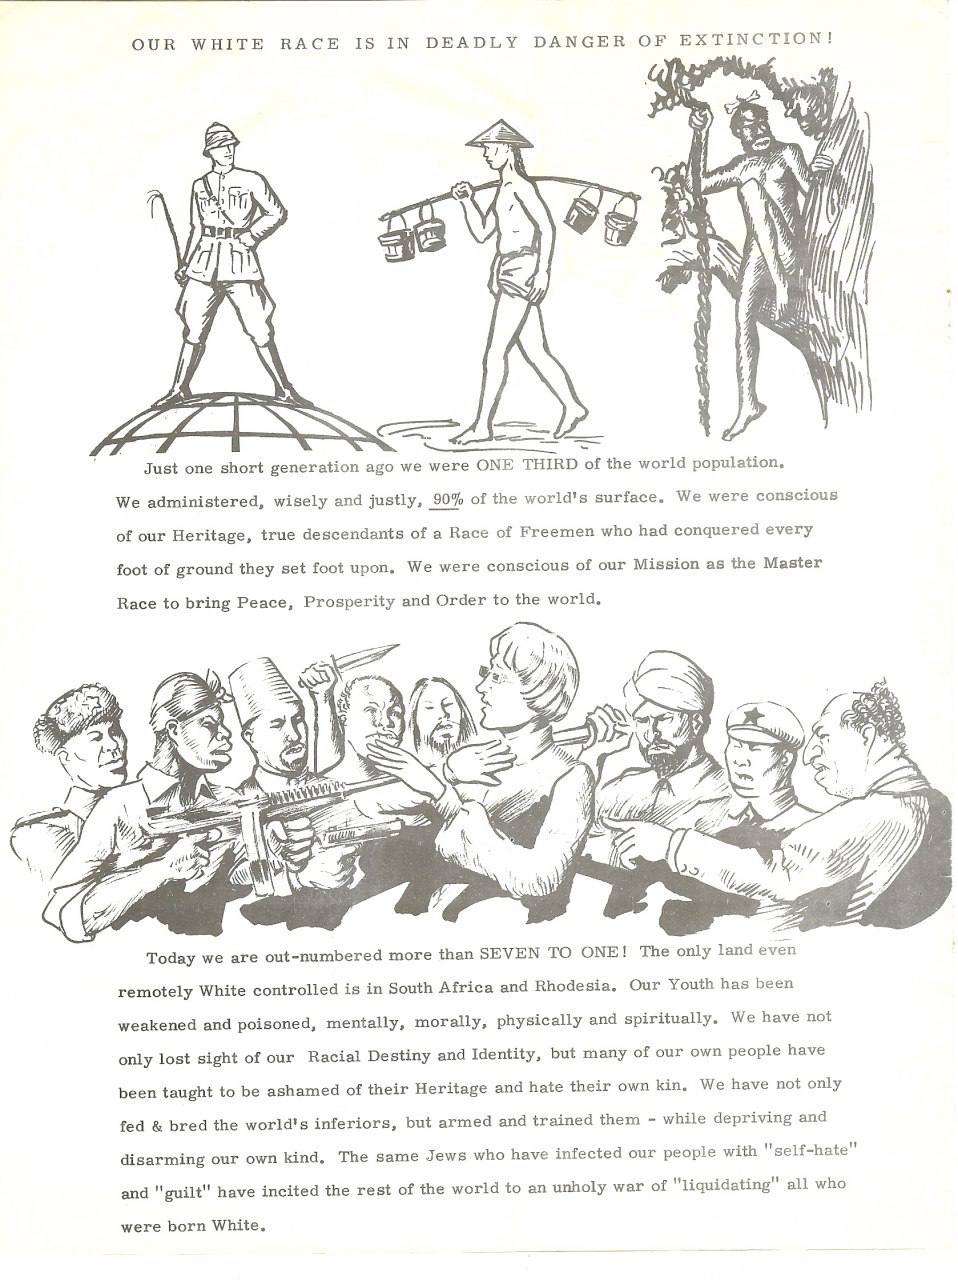 OUR WHITE RACE IS IN DEADLY DANGER OF EXTINCTION!
Just one short generation ago we were ONE THIRD of the world population.
We administered, wisely and justly, 90% of the world's surface. We were conscious
of our Heritage, true descendants of a Race of Freemen who had conquered every
foot of ground they set foot upon. We were conscious of our Mission as the Master
Race to bring Peace, Prosperity and Order to the world.
Today we are out-numbered more than SEVEN TO ONE! The only land even
remotely White controlled is in South Africa and Rhodesia. Our Youth has been
weakened and poisoned, mentally, morally, physically and spiritually. We have not
only lost sight of our Racial Destiny and Identity, but many of our own people have
been taught to be ashamed of their Heritage and hate their own kin. We have not only
fed & bred the world's inferiors, but armed and trained them - while depriving and
disarming our own kind. The same Jews who have infected our people with "self-hate"
and "guilt" have incited the rest of the world to an unholy war of "liquidating" all who
were born White.